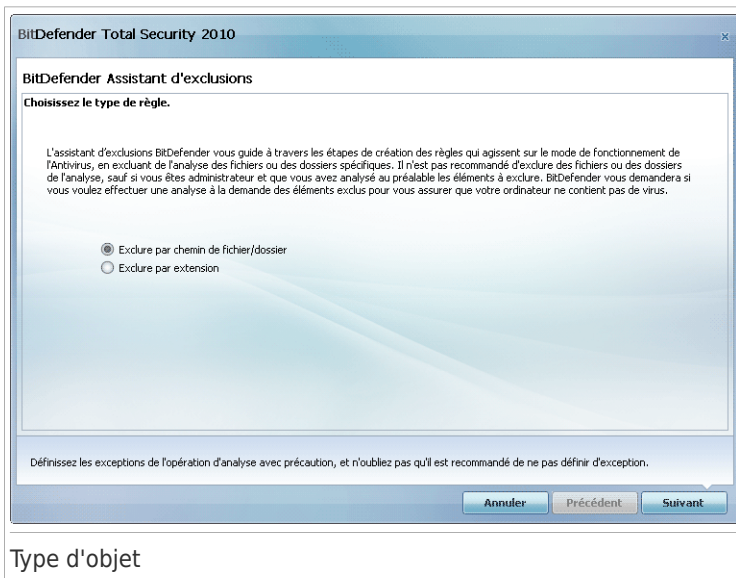 BitDefender Total Security 2010
BitDefender Assistant d'exclusions
Choisissez le type de règle.
L'assistant d'exclusions BitDefender vous guide à travers les étapes de création des règles qui agissent sur le mode de fonctionnement de
l'Antivirus, en excluant de l'analyse des fichiers ou des dossiers spécifiques. Il n'est pas recommandé d'exclure des fichiers ou des dossiers
de l'analyse, sauf si vous êtes administrateur et que vous avez analysé au préalable les éléments à exclure. BitDefender vous demandera si
vous voulez effectuer une analyse à la demande des éléments exclus pour vous assurer que votre ordinateur ne contient pas de virus.
Exclure par chemin de fichier/dossier
Exclure par extension
Définissez les exceptions de l'opération d'analyse avec précaution, et n'oubliez pas qu'il est recommandé de ne pas définir d'exception.
Annuler Précédent Suivant
Type d'objet